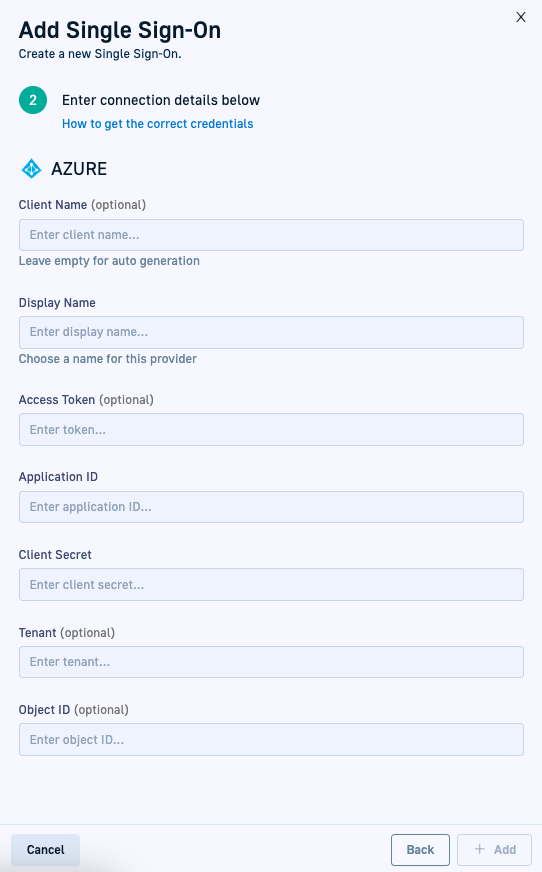 Add Single Sign-On
X
Create a new Single Sign-On.
2 Enter connection details below
How to get the correct credentials
AZURE
Client Name (optional)
Enter client name...
Leave empty for auto generation
Display Name
Enter display name...
Choose a name for this provider
Access Token (optional)
Enter token...
Application ID
Enter application ID...
Client Secret
Enter client secret...
Tenant (optional)
Enter tenant...
Object ID (optional)
Enter object ID...
Cancel Back + Add